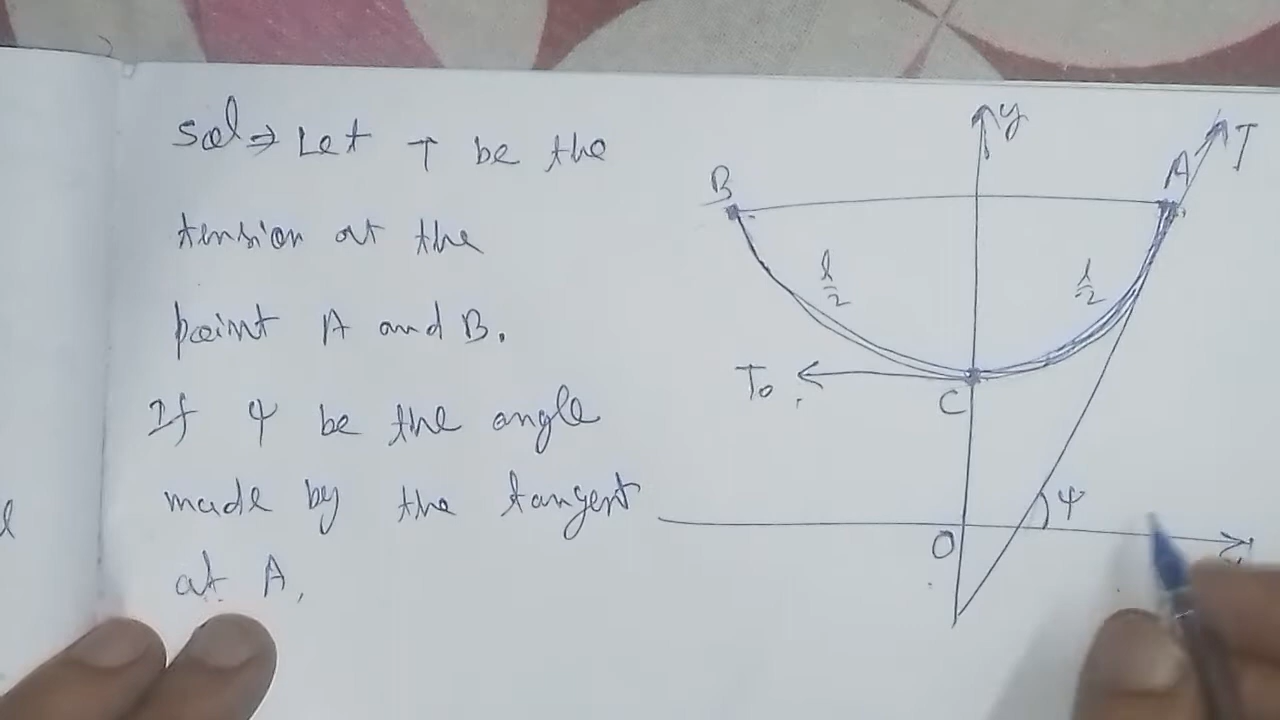 Sol ⇒ Let T be the
tension at the
point A and B.
If ψ be the angle
made by the tangent
at A.
y
T
A
B
l/2
l/2
To
C
ψ
O
l